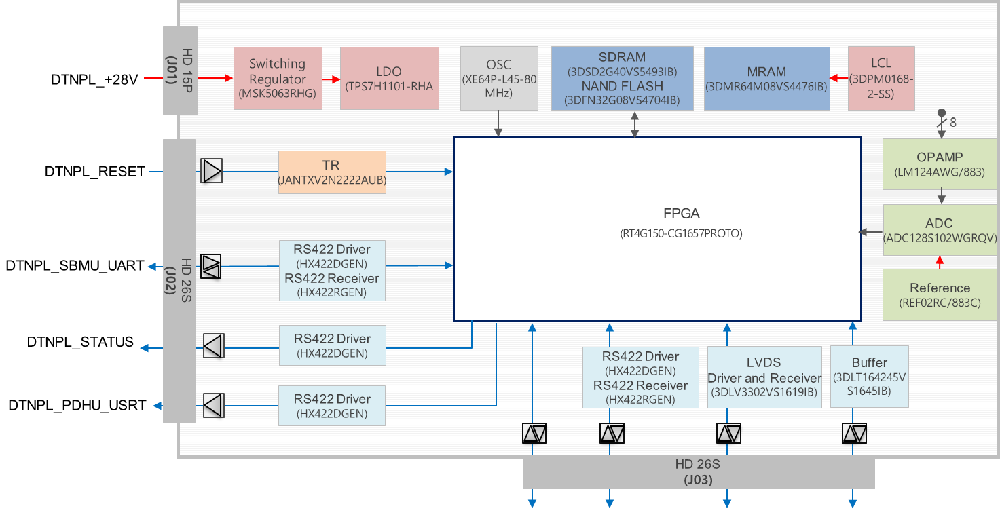 DTNPL_+28V
HD 15P
(J01)
Switching
Regulator
(MSK5063RHG)
LDO
(TPS7H1101-RHA
OSC
(XE64P-L45-80
MHz)
SDRAM
(3DSD2G40VS5493IB)
NAND FLASH
(3DFN32G08VS4704IB)
MRAM
(3DMR64M08VS4476IB)
LCL
(3DPM0168-
2-SS)
8
DTNPL_RESET
TR
(JANTXV2N2222AUB)
OPAMP
(LM124AWG/883)
FPGA
(RT4G150-CG1657PROTO)
ADC
(ADC128S102WGRQV)
DTNPL_SBMU_UART
HD 26S
(J02)
RS422 Driver
(HX422DGEN)
RS422 Receiver
(HX422RGEN)
Reference
(REF02RC/883C)
DTNPL_STATUS
RS422 Driver
(HX422DGEN)
DTNPL_PDHU_USRT
RS422 Driver
(HX422DGEN)
RS422 Driver
(HX422DGEN)
RS422 Receiver
(HX422RGEN)
LVDS
Driver and Receiver
(3DLV3302VS1619IB)
Buffer
(3DLT164245V
S1645IB)
HD 26S
(J03)